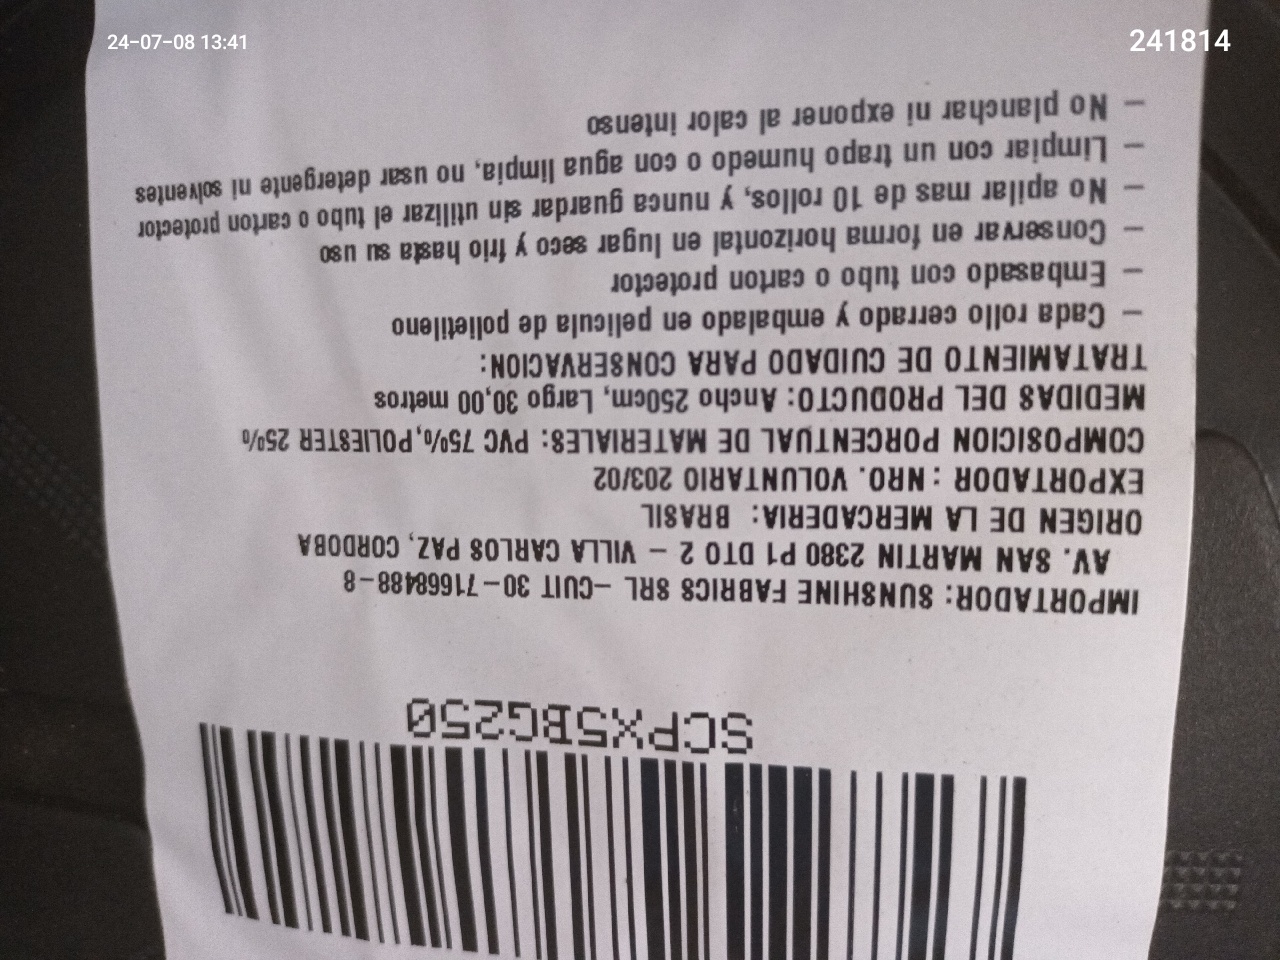 24-07-08 13:41
241814
SCPX5BG250
IMPORTADOR: SUNSHINE FABRICS SRL -CUIT 30-71668488-8
AV. SAN MARTIN 2380 P1 DTO 2 - VILLA CARLOS PAZ, CORDOBA
ORIGEN DE LA MERCADERIA: BRASIL
EXPORTADOR : NRO. VOLUNTARIO 203/02
COMPOSICION PORCENTUAL DE MATERIALES: PVC 75%, POLIESTER 25%
MEDIDAS DEL PRODUCTO: Ancho 250cm, Largo 30,00 metros
TRATAMIENTO DE CUIDADO PARA CONSERVACION:
- Cada rollo cerrado y embalado en pelicula de polietileno
- Embasado con tubo o carton protector
- Conservar en forma horizontal en lugar seco y frio hasta su uso
- No apilar mas de 10 rollos, y nunca guardar sin utilizar el tubo o carton protector
- Limpiar con un trapo humedo o con agua limpia, no usar detergente ni solventes
- No planchar ni exponer al calor intenso